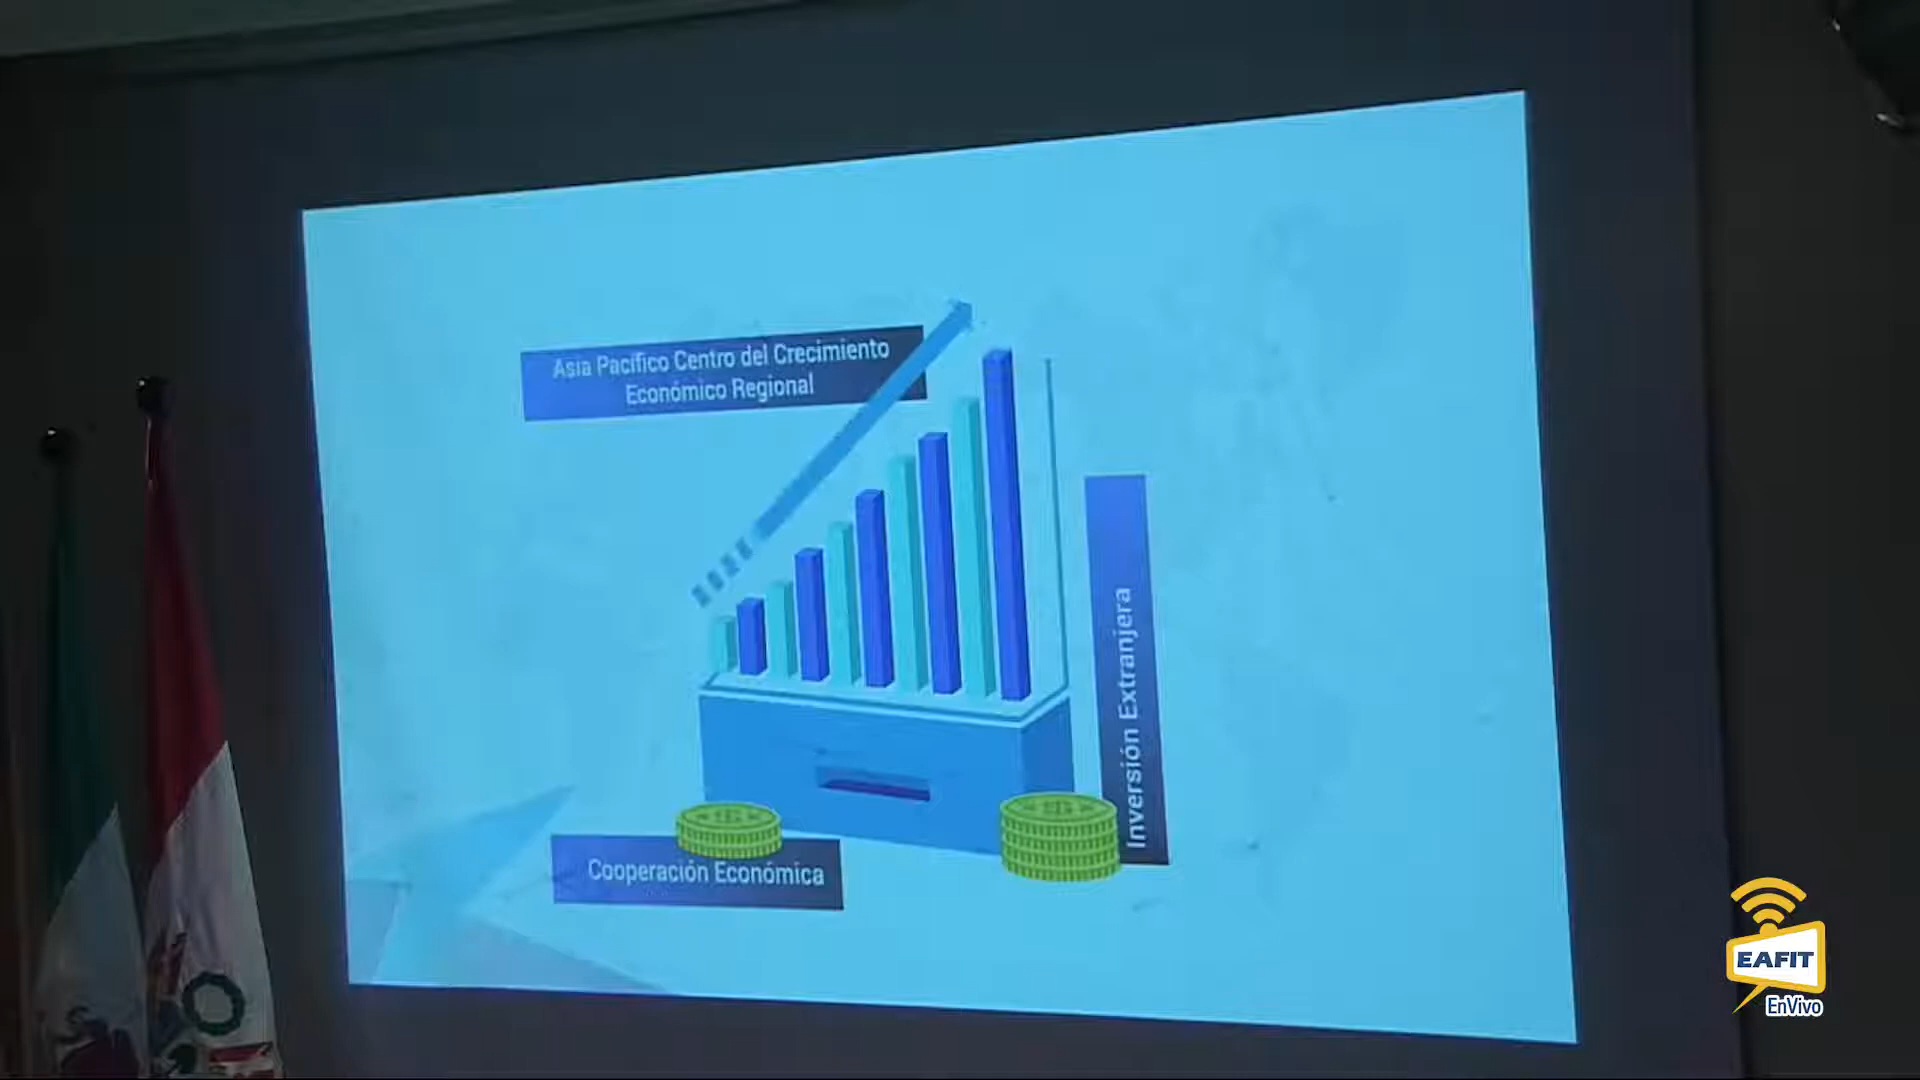 Asia Pacífico Centro del Crecimiento
Económico Regional
Inversión Extranjera
Cooperación Económica
EAFIT
EnVivo